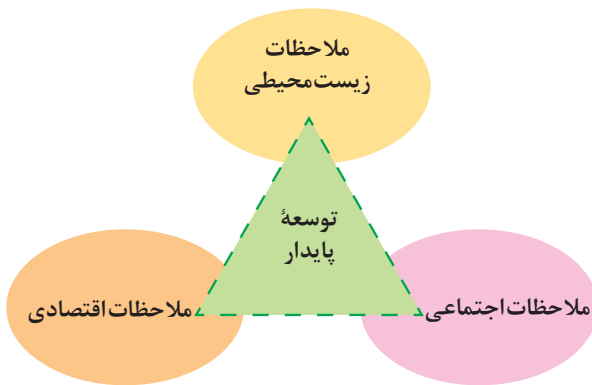 ملاحظات
زیست‌محیطی
توسعهٔ
پایدار
ملاحظات اجتماعی
ملاحظات اقتصادی